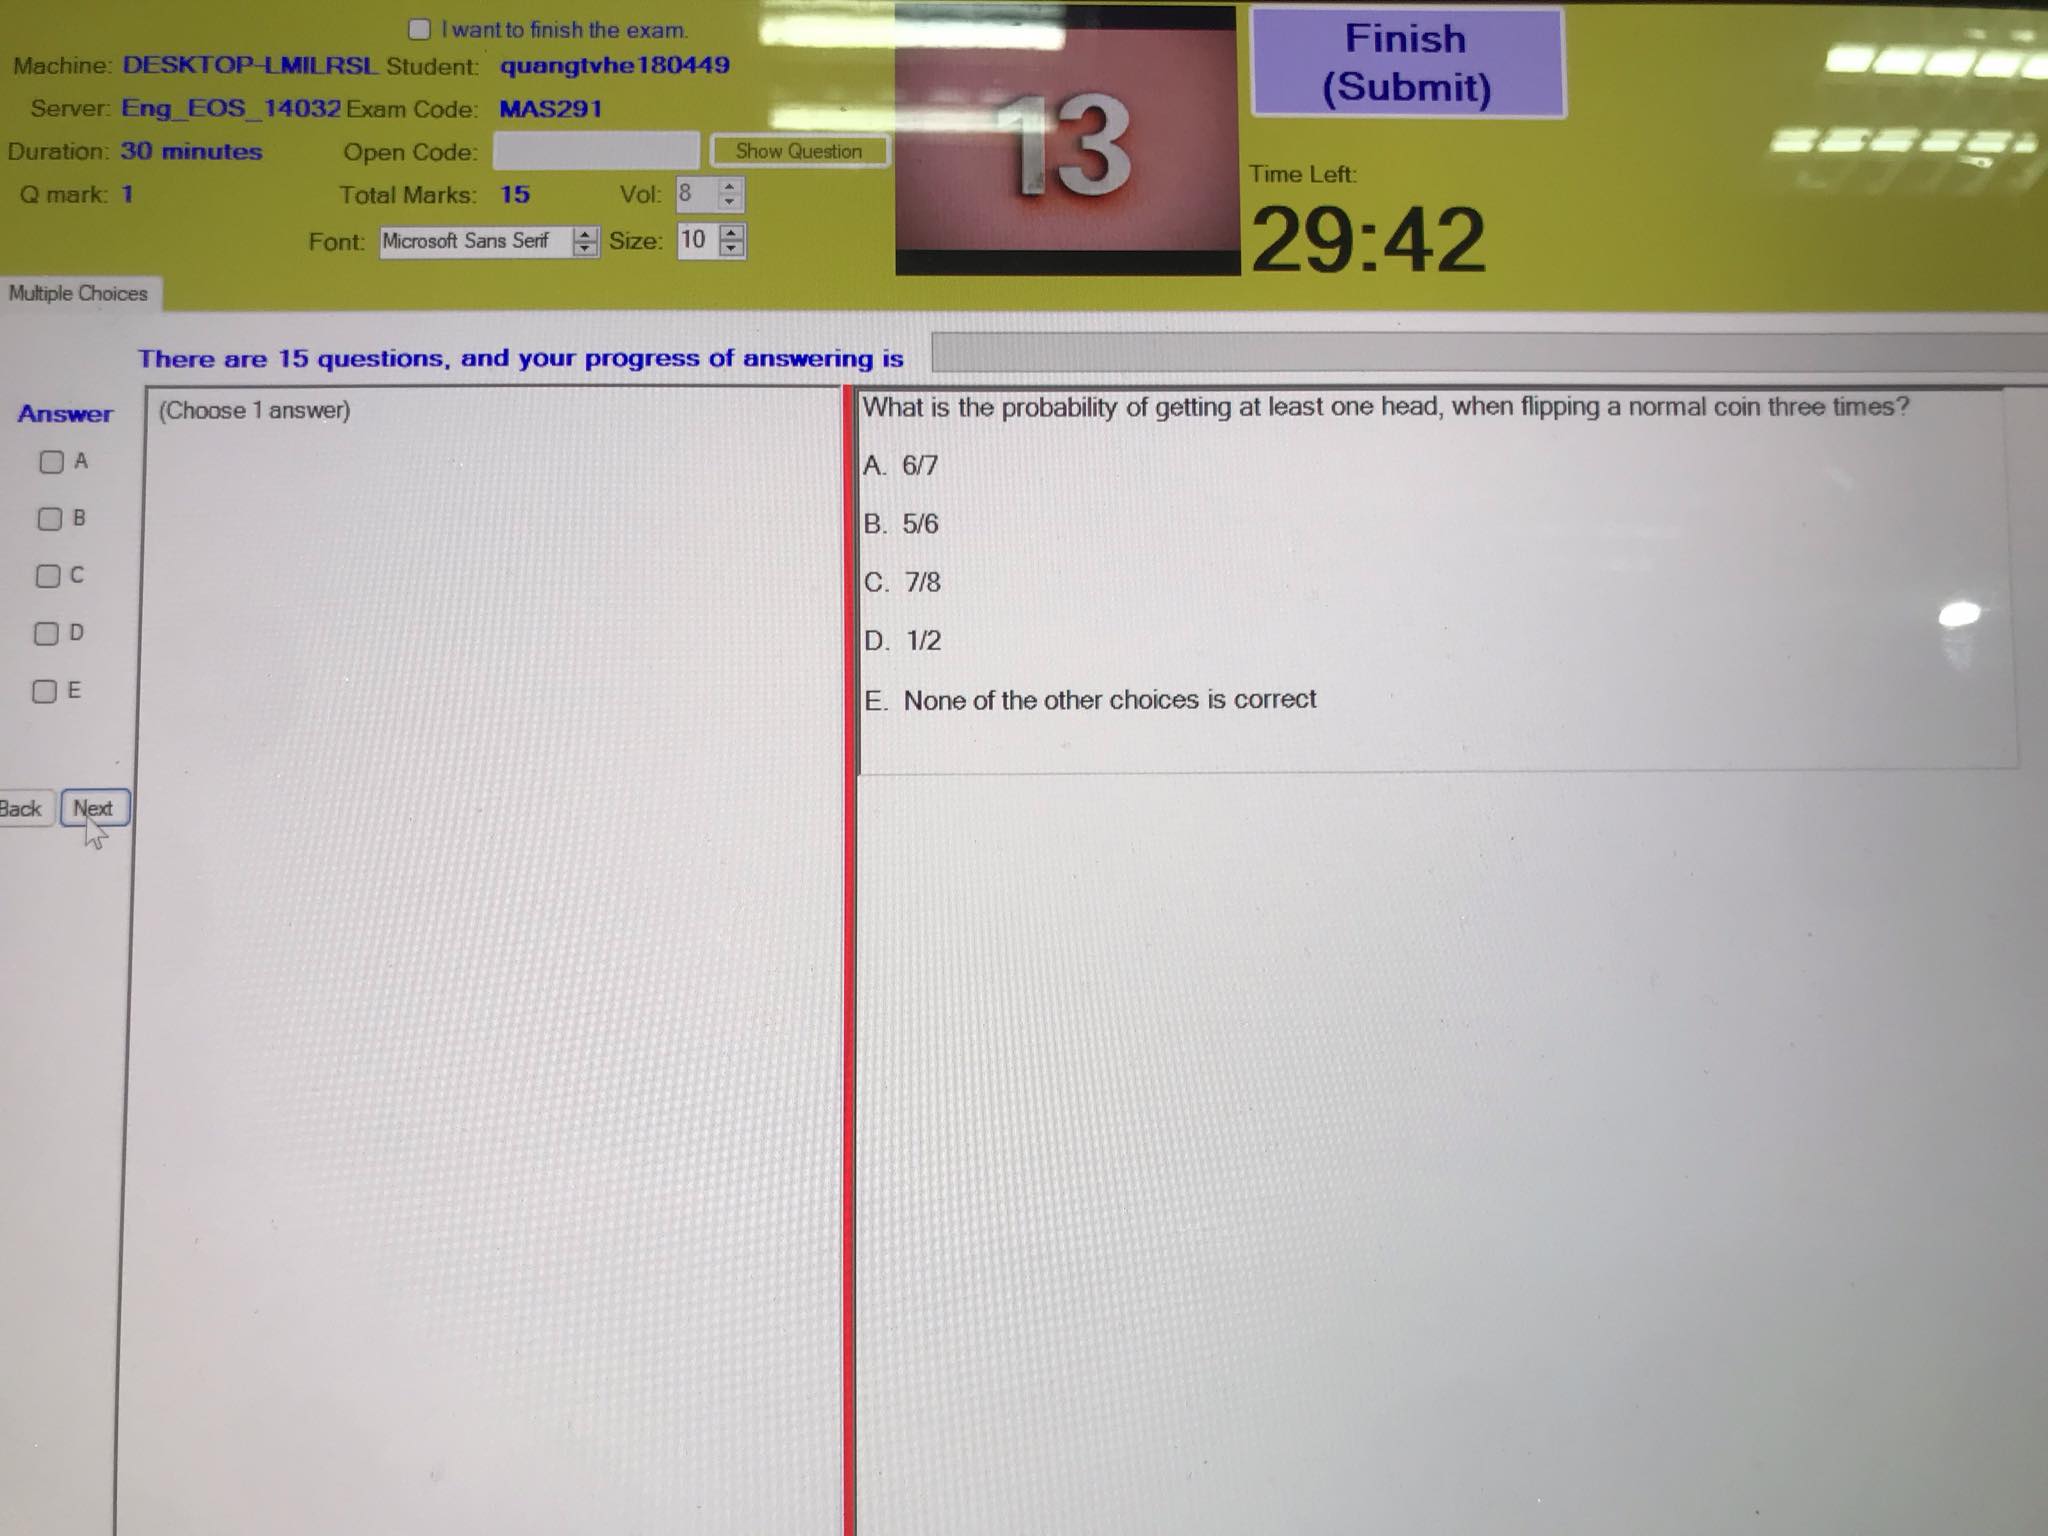 I want to finish the exam.
Finish
(Submit)
Machine: DESKTOP-LMILRSL Student: quangtvhe180449
Server: Eng_EOS_14032 Exam Code: MAS291
13
Duration: 30 minutes Open Code: Show Question
Time Left:
Q mark: 1 Total Marks: 15 Vol: 8
29:42
Font: Microsoft Sans Serif Size: 10
Multiple Choices
There are 15 questions, and your progress of answering is
Answer
(Choose 1 answer)
A
B
C
D
E
Back Next
What is the probability of getting at least one head, when flipping a normal coin three times?
A. 6/7
B. 5/6
C. 7/8
D. 1/2
E. None of the other choices is correct